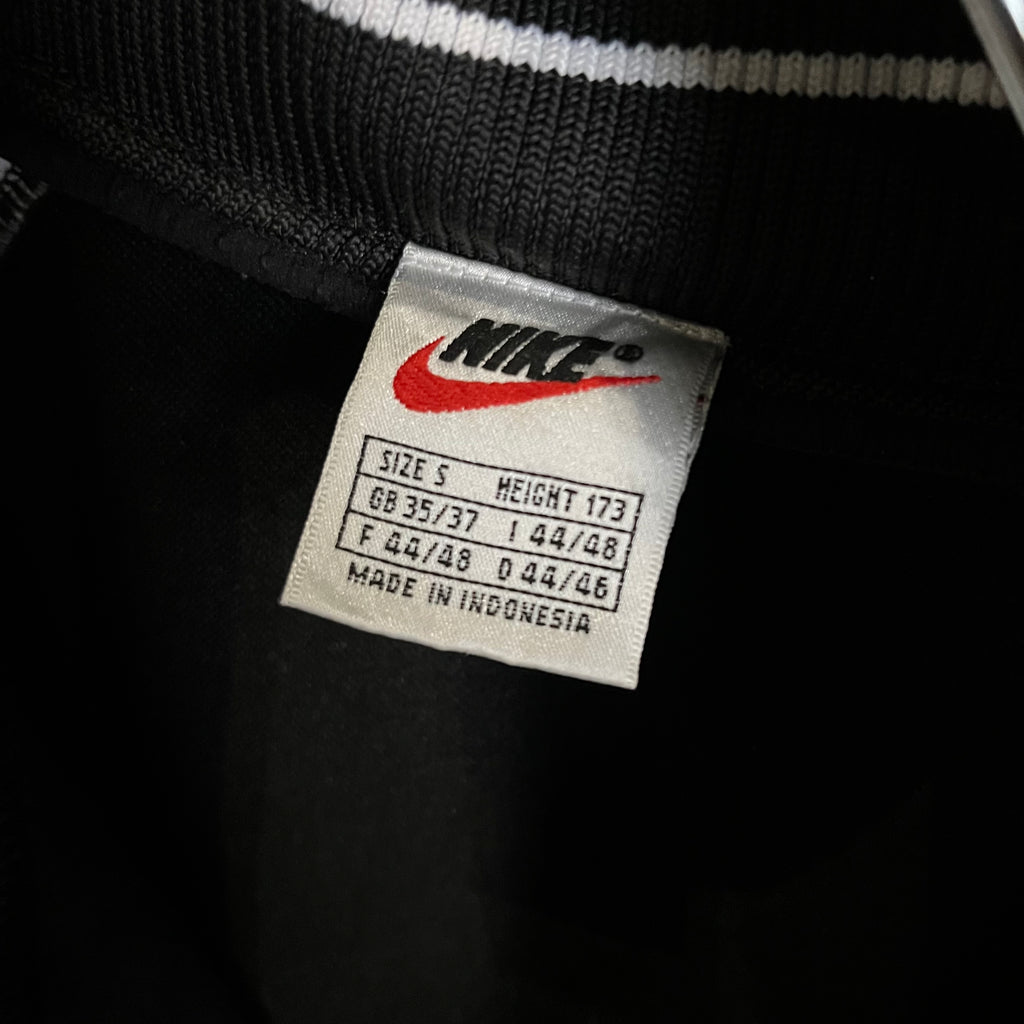 NIKE®
SIZE S HEIGHT 173
GB 35/37 I 44/48
F 44/48 D 44/46
MADE IN INDONESIA